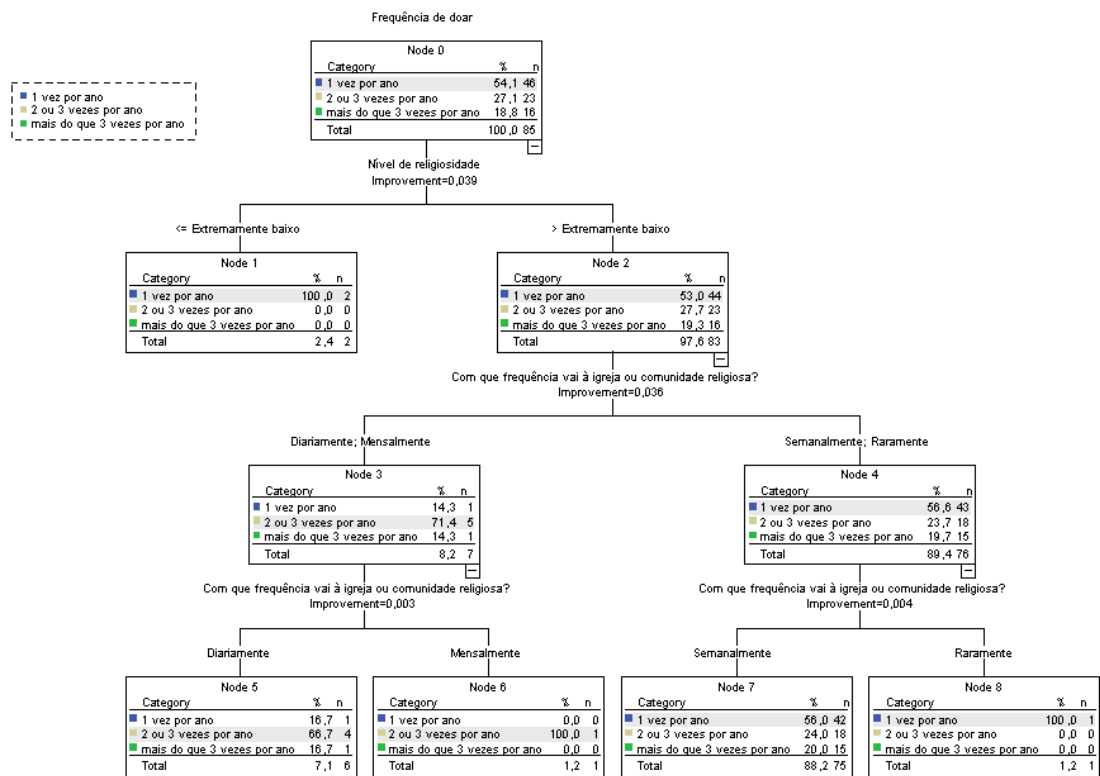 Frequência de doar
1 vez por ano
2 ou 3 vezes por ano
mais do que 3 vezes por ano
Node 0
Category % n
1 vez por ano 54,1 46
2 ou 3 vezes por ano 27,1 23
mais do que 3 vezes por ano 18,8 16
Total 100,0 85
Nível de religiosidade
Improvement=0,039
<= Extremamente baixo
> Extremamente baixo
Node 1
Category % n
1 vez por ano 100,0 2
2 ou 3 vezes por ano 0,0 0
mais do que 3 vezes por ano 0,0 0
Total 2,4 2
Node 2
Category % n
1 vez por ano 53,0 44
2 ou 3 vezes por ano 27,7 23
mais do que 3 vezes por ano 19,3 16
Total 97,6 83
Com que frequência vai à igreja ou comunidade religiosa?
Improvement=0,036
Diariamente; Mensalmente
Semanalmente; Raramente
Node 3
Category % n
1 vez por ano 14,3 1
2 ou 3 vezes por ano 71,4 5
mais do que 3 vezes por ano 14,3 1
Total 8,2 7
Node 4
Category % n
1 vez por ano 56,6 43
2 ou 3 vezes por ano 23,7 18
mais do que 3 vezes por ano 19,7 15
Total 89,4 76
Com que frequência vai à igreja ou comunidade religiosa?
Improvement=0,003
Com que frequência vai à igreja ou comunidade religiosa?
Improvement=0,004
Diariamente
Mensalmente
Semanalmente
Raramente
Node 5
Category % n
1 vez por ano 16,7 1
2 ou 3 vezes por ano 66,7 4
mais do que 3 vezes por ano 16,7 1
Total 7,1 6
Node 6
Category % n
1 vez por ano 0,0 0
2 ou 3 vezes por ano 100,0 1
mais do que 3 vezes por ano 0,0 0
Total 1,2 1
Node 7
Category % n
1 vez por ano 56,0 42
2 ou 3 vezes por ano 24,0 18
mais do que 3 vezes por ano 20,0 15
Total 88,2 75
Node 8
Category % n
1 vez por ano 100,0 1
2 ou 3 vezes por ano 0,0 0
mais do que 3 vezes por ano 0,0 0
Total 1,2 1